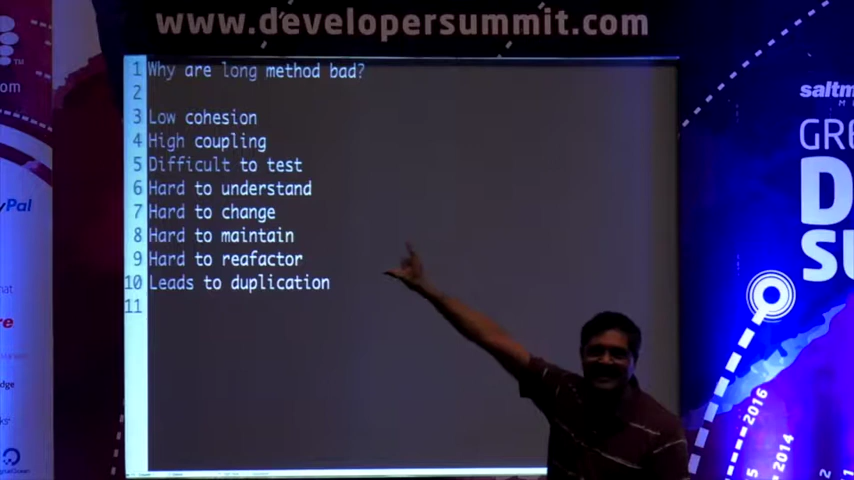 www.developersummit.com
1 Why are long method bad?
2
3 Low cohesion
4 High coupling
5 Difficult to test
6 Hard to understand
7 Hard to change
8 Hard to maintain
9 Hard to reafactor
10 Leads to duplication
11
saltm
GRE
D
SU
2016
2014
PayPal